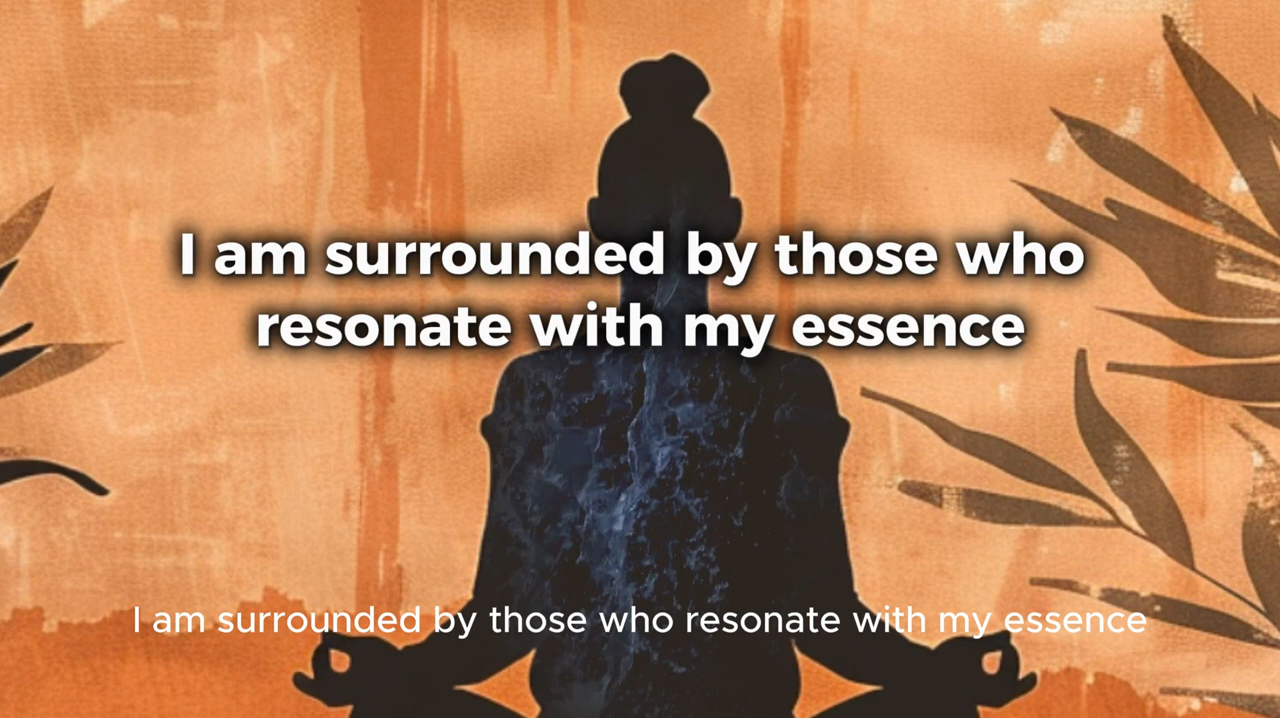 I am surrounded by those who
resonate with my essence
I am surrounded by those who resonate with my essence